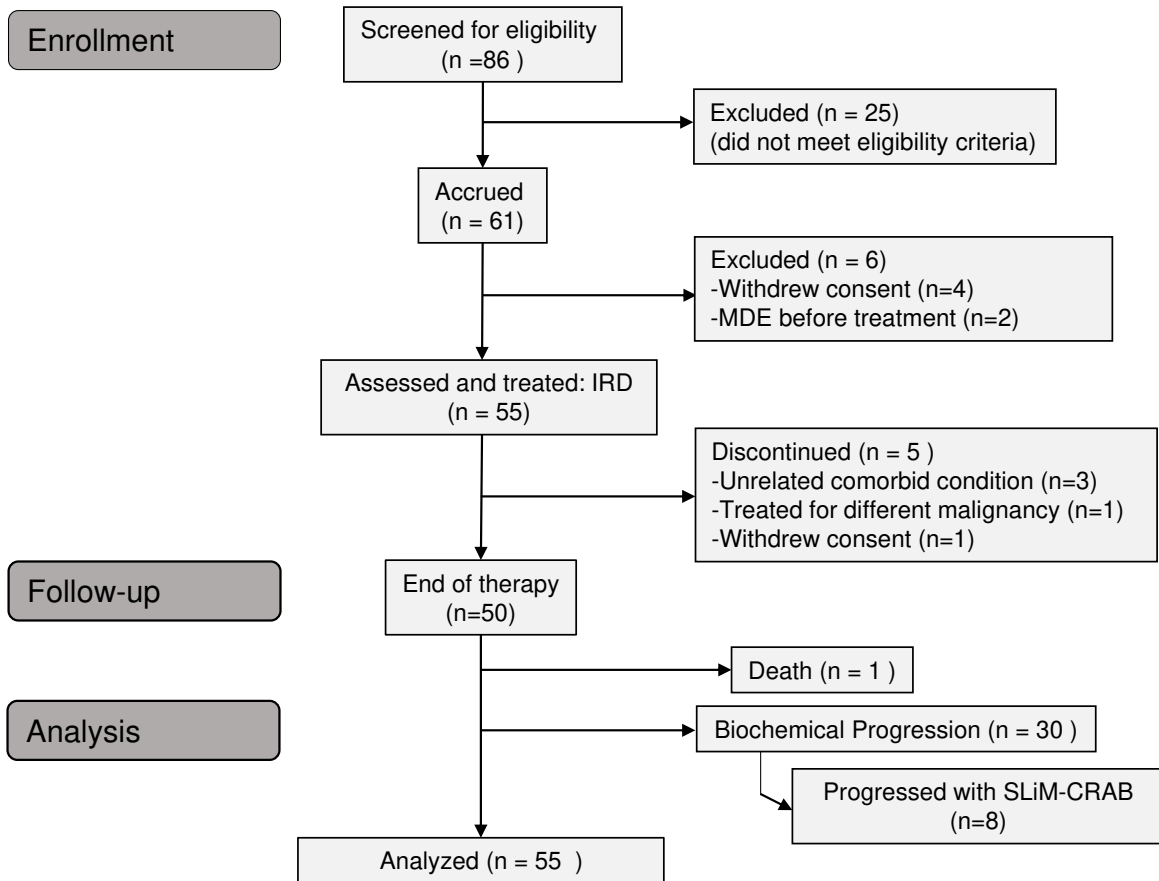 Enrollment
Screened for eligibility
(n =86 )
Excluded (n = 25)
(did not meet eligibility criteria)
Accrued
(n = 61)
Excluded (n = 6)
-Withdrew consent (n=4)
-MDE before treatment (n=2)
Assessed and treated: IRD
(n = 55)
Discontinued (n = 5 )
-Unrelated comorbid condition (n=3)
-Treated for different malignancy (n=1)
-Withdrew consent (n=1)
Follow-up
End of therapy
(n=50)
Death (n = 1 )
Analysis
Biochemical Progression (n = 30 )
Progressed with SLiM-CRAB
(n=8)
Analyzed (n = 55 )